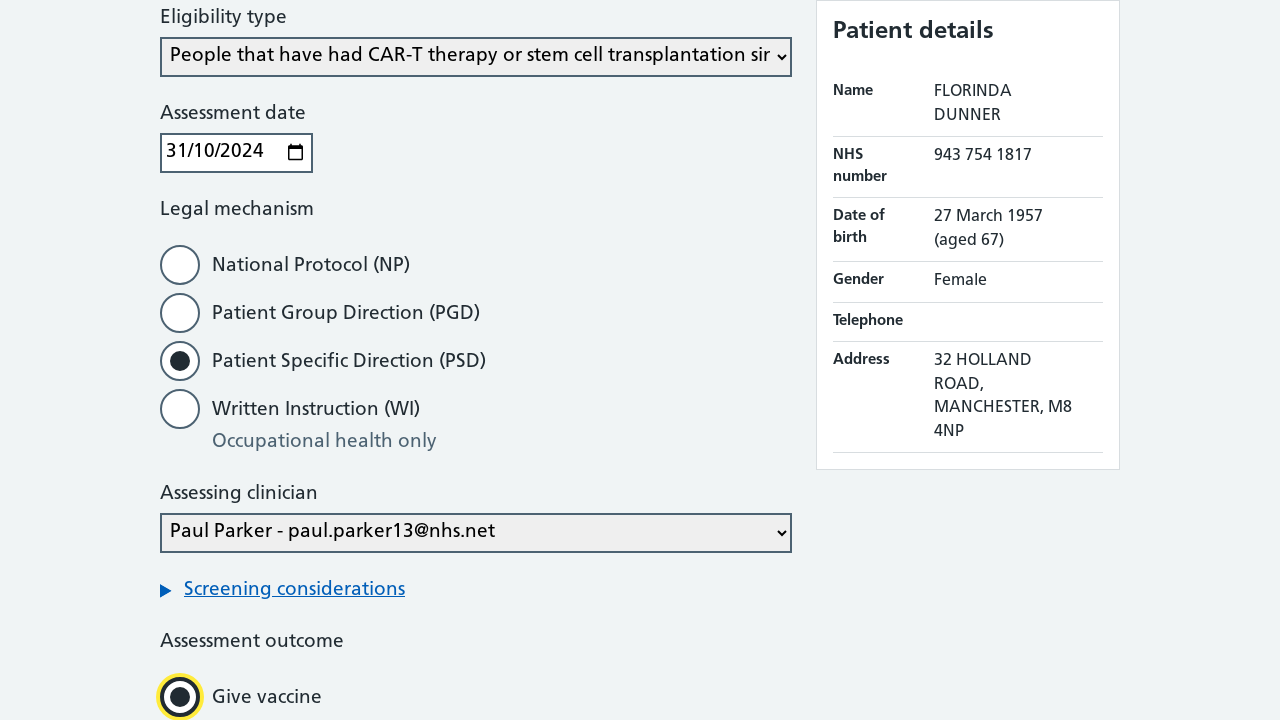 Eligibility type
People that have had CAR-T therapy or stem cell transplantation sir
Assessment date
31/10/2024
Legal mechanism
National Protocol (NP)
Patient Group Direction (PGD)
Patient Specific Direction (PSD)
Written Instruction (WI)
Occupational health only
Assessing clinician
Paul Parker - paul.parker13@nhs.net
Screening considerations
Assessment outcome
Give vaccine
Patient details
Name
FLORINDA
DUNNER
NHS
number
943 754 1817
Date of
birth
27 March 1957
(aged 67)
Gender
Female
Telephone
Address
32 HOLLAND
ROAD,
MANCHESTER, M8
4NP